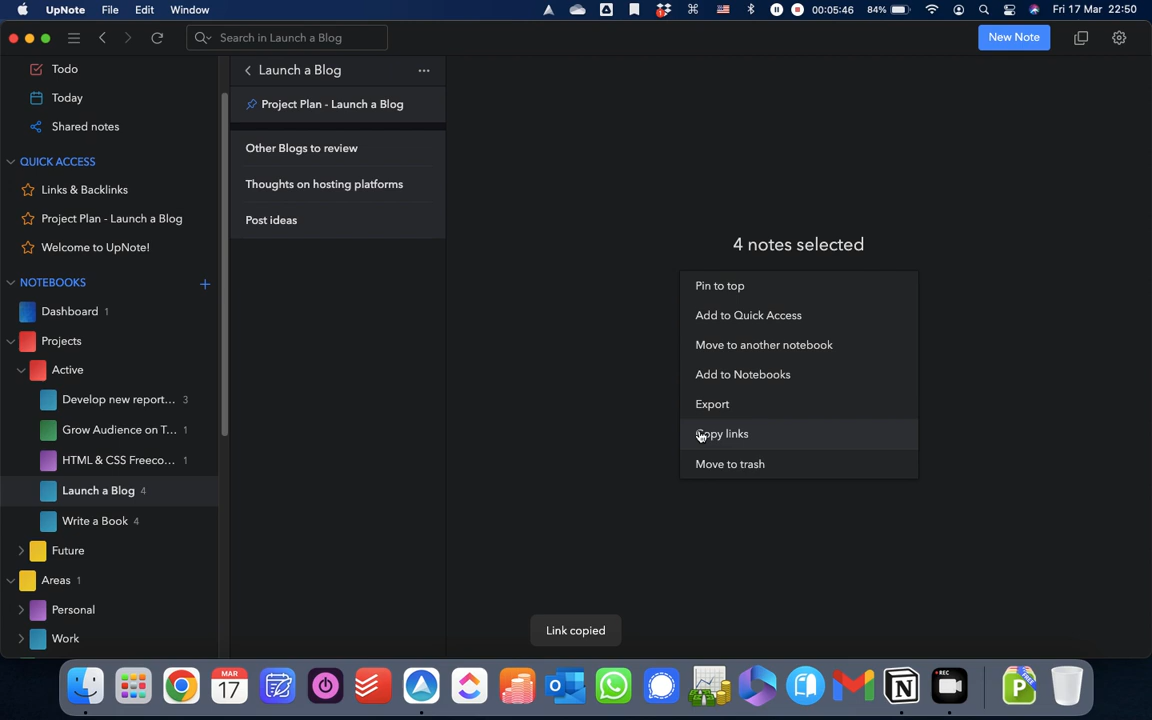 UpNote File Edit Window 00:05:46 84% Fri 17 Mar 22:50
Search in Launch a Blog New Note
Todo
Today
Shared notes
QUICK ACCESS
Links & Backlinks
Project Plan - Launch a Blog
Welcome to UpNote!
NOTEBOOKS
Dashboard 1
Projects
Active
Develop new report... 3
Grow Audience on T... 1
HTML & CSS Freeco... 1
Launch a Blog 4
Write a Book 4
Future
Areas 1
Personal
Work
Launch a Blog
Project Plan - Launch a Blog
Other Blogs to review
Thoughts on hosting platforms
Post ideas
4 notes selected
Pin to top
Add to Quick Access
Move to another notebook
Add to Notebooks
Export
Copy links
Move to trash
Link copied
MAR
17
REC